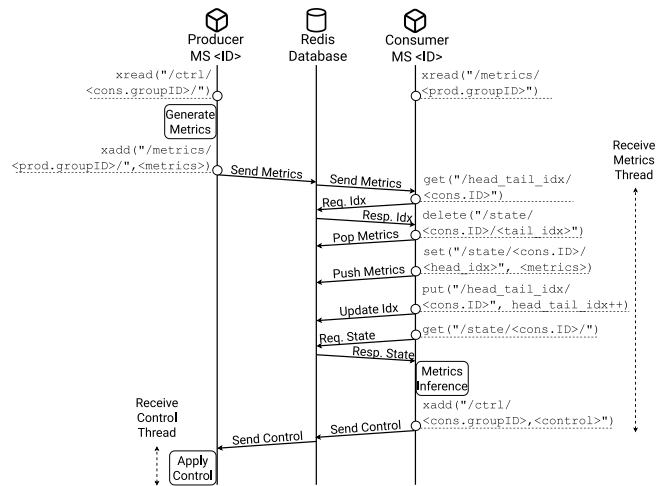 Producer
MS <ID>
Redis
Database
Consumer
MS <ID>
xread("/ctrl/
<cons.groupID>/")
xread("/metrics/
<prod.groupID>")
Generate
Metrics
xadd("/metrics/
<prod.groupID>/",<metrics>)
Send Metrics
Send Metrics
get("/head_tail_idx/
<cons.ID>")
Req. Idx
Resp. Idx
delete("/state/
<cons.ID>/<tail_idx>")
Pop Metrics
set("/state/<cons.ID>/
<head_idx>", <metrics>)
Push Metrics
put("/head_tail_idx/
<cons.ID>", head_tail_idx++)
Update Idx
get("/state/<cons.ID>/")
Req. State
Resp. State
Metrics
Inference
xadd("/ctrl/
<cons.groupID>,<control>")
Send Control
Send Control
Apply
Control
Receive
Metrics
Thread
Receive
Control
Thread